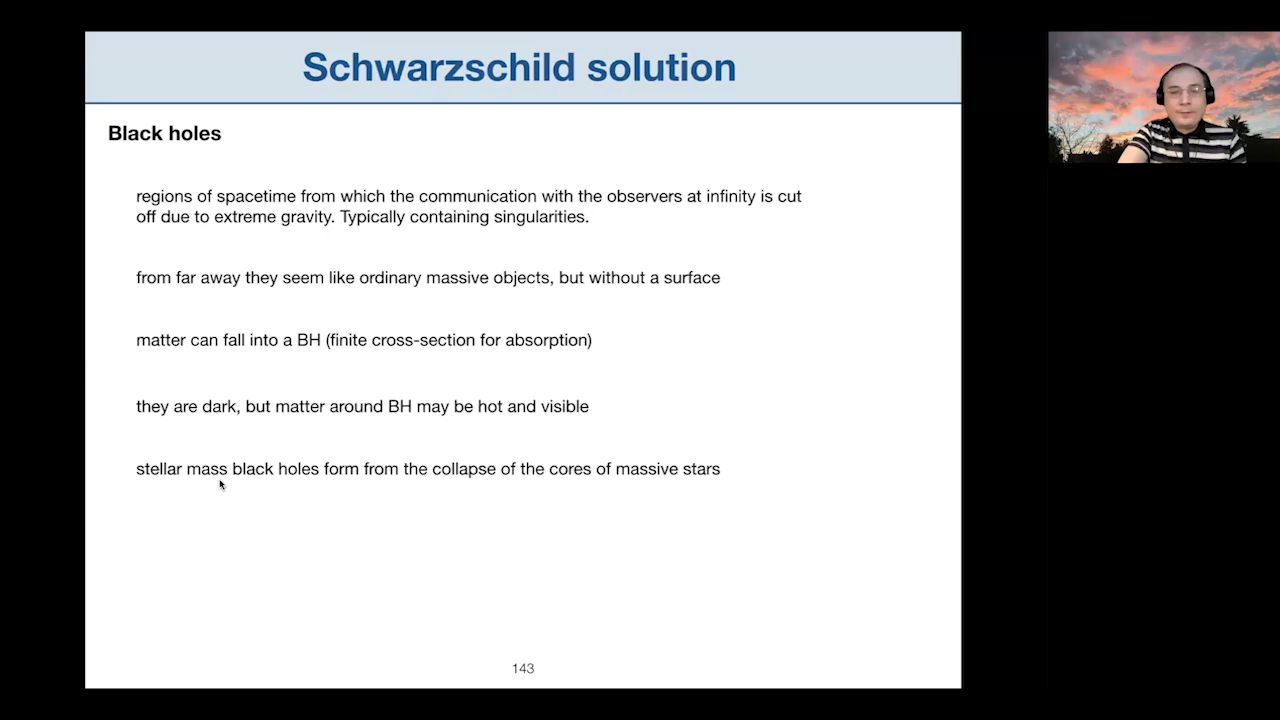 Schwarzschild solution
Black holes
regions of spacetime from which the communication with the observers at infinity is cut
off due to extreme gravity. Typically containing singularities.
from far away they seem like ordinary massive objects, but without a surface
matter can fall into a BH (finite cross-section for absorption)
they are dark, but matter around BH may be hot and visible
stellar mass black holes form from the collapse of the cores of massive stars
143